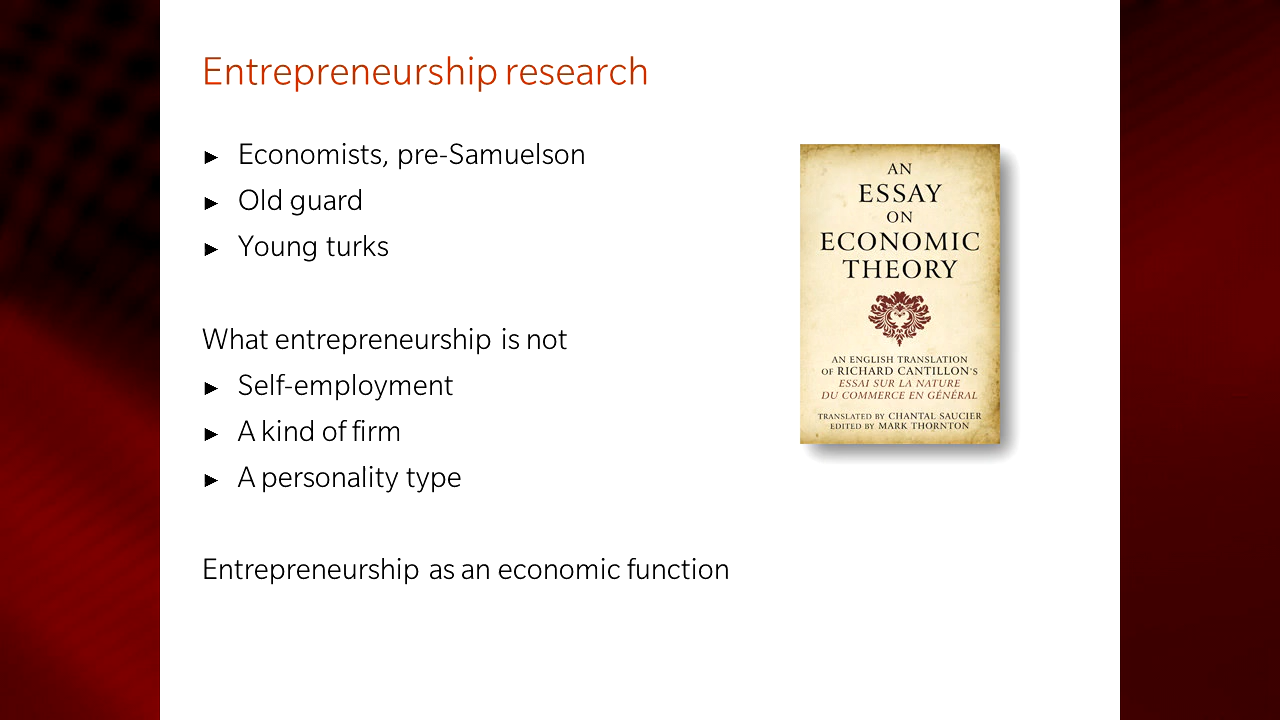 Entrepreneurship research
► Economists, pre-Samuelson
► Old guard
► Young turks
What entrepreneurship is not
► Self-employment
► A kind of firm
► A personality type
Entrepreneurship as an economic function
AN
ESSAY
ON
ECONOMIC
THEORY
AN ENGLISH TRANSLATION
OF RICHARD CANTILLON'S
ESSAI SUR LA NATURE
DU COMMERCE EN GÉNÉRAL
TRANSLATED BY CHANTAL SAUCIER
EDITED BY MARK THORNTON